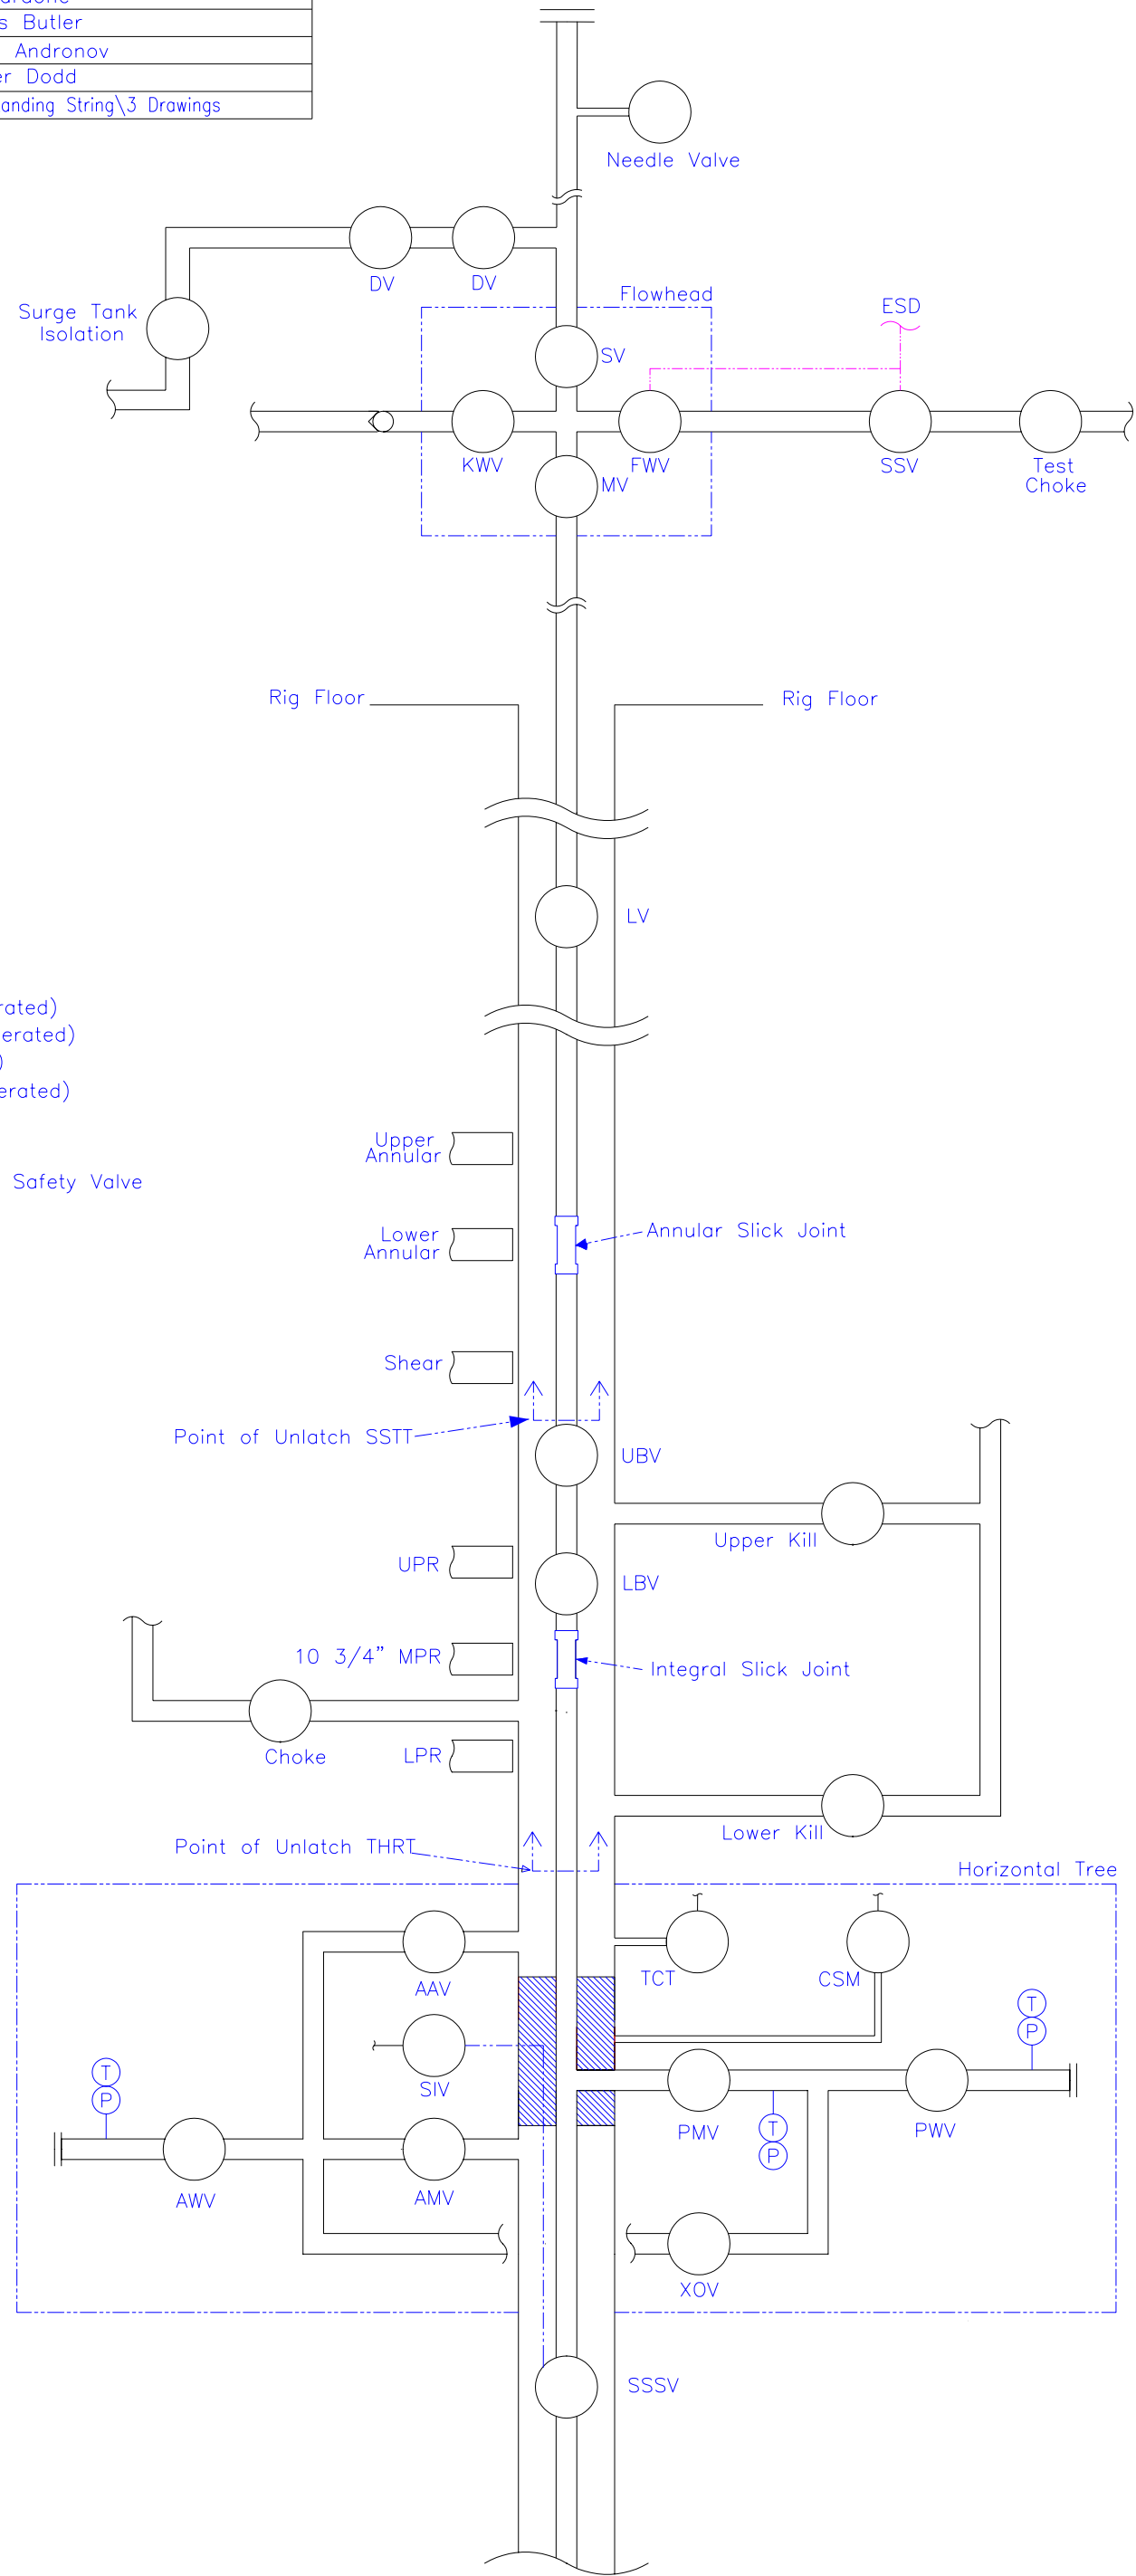 s Butler
Andronov
er Dodd
anding String\3 Drawings
Needle Valve
DV
DV
Flowhead
ESD
Surge Tank
Isolation
SV
KWV
FWV
SSV
Test
Choke
MV
Rig Floor
Rig Floor
LV
rated)
erated)
)
erated)
Upper
Annular
Safety Valve
Lower
Annular
Annular Slick Joint
Shear
Point of Unlatch SSTT
UBV
Upper Kill
UPR
LBV
10 3/4" MPR
Integral Slick Joint
Choke
LPR
Lower Kill
Point of Unlatch THRT
Horizontal Tree
AAV
TCT
CSM
T
P
SIV
T
P
PMV
T
P
PWV
AWV
AMV
XOV
SSSV